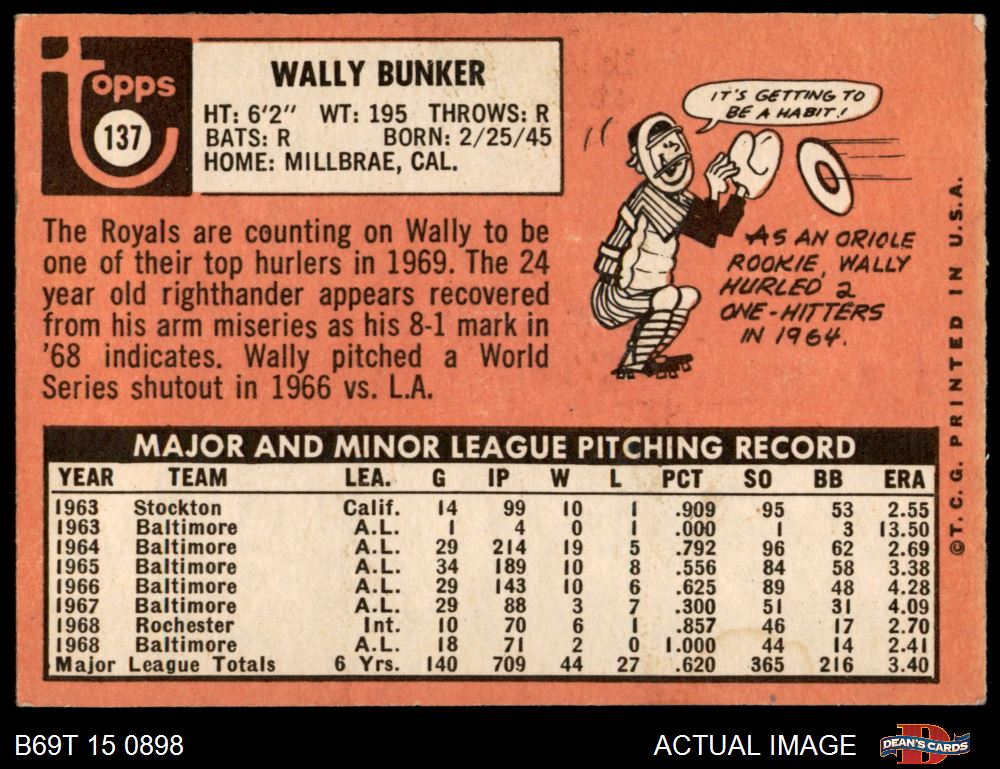 topps
137
WALLY BUNKER
HT: 6'2" WT: 195 THROWS: R
BATS: R BORN: 2/25/45
HOME: MILLBRAE, CAL.
The Royals are counting on Wally to be
one of their top hurlers in 1969. The 24
year old righthander appears recovered
from his arm miseries as his 8-1 mark in
'68 indicates. Wally pitched a World
Series shutout in 1966 vs. L.A.
IT'S GETTING TO
BE A HABIT!
AS AN ORIOLE
ROOKIE, WALLY
HURLED 2
ONE-HITTERS
IN 1964.
©T.C.G. PRINTED IN U.S.A.
MAJOR AND MINOR LEAGUE PITCHING RECORD
YEAR TEAM LEA. G IP W L PCT SO BB ERA
1963 Stockton Calif. 14 99 10 1 .909 95 53 2.55
1963 Baltimore A.L. 1 4 0 1 .000 1 3 13.50
1964 Baltimore A.L. 29 214 19 5 .792 96 62 2.69
1965 Baltimore A.L. 34 189 10 8 .556 84 58 3.38
1966 Baltimore A.L. 29 143 10 6 .625 89 48 4.28
1967 Baltimore A.L. 29 88 3 7 .300 51 31 4.09
1968 Rochester Int. 10 70 6 1 .857 46 17 2.70
1968 Baltimore A.L. 18 71 2 0 1.000 44 14 2.41
Major League Totals 6 Yrs. 140 709 44 27 .620 365 216 3.40
B69T 15 0898
ACTUAL IMAGE
DEAN'S CARDS